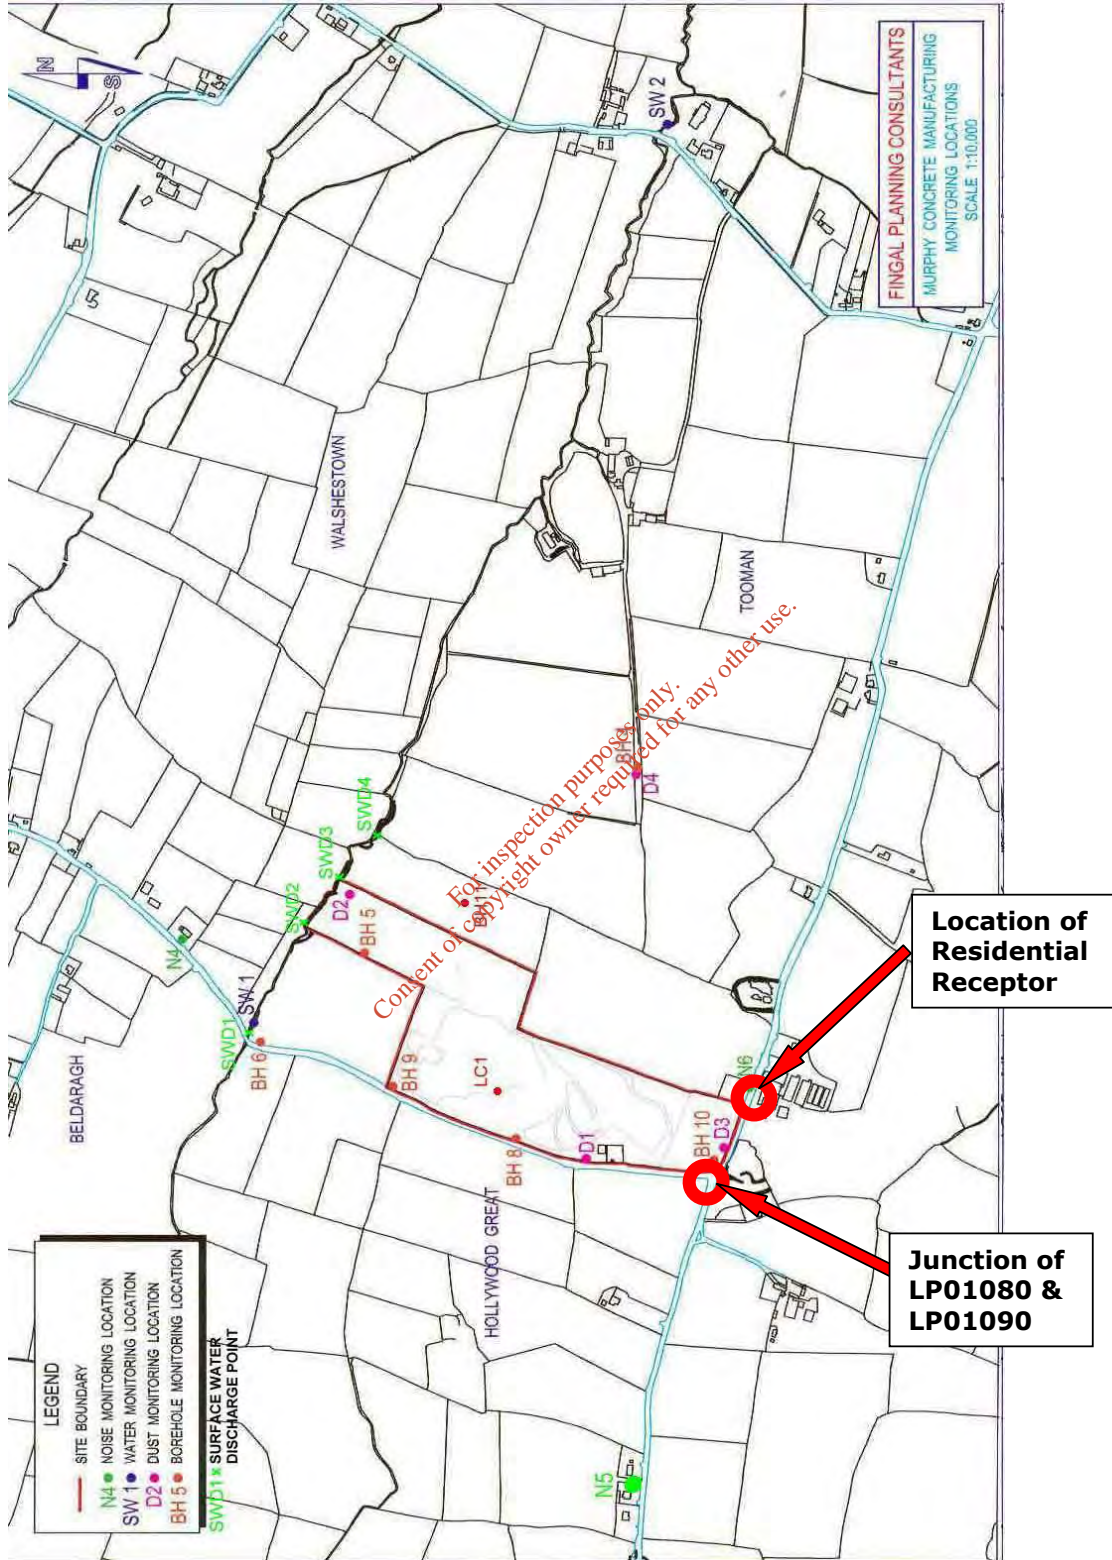 FINGAL PLANNING CONSULTANTS
MURPHY CONCRETE MANUFACTURING
MONITORING LOCATIONS
SCALE 1:10,000
N
S
SW 2
WALSHESTOWN
TOOMAN
BELDARAGH
HOLLYWOOD GREAT
SWD4
SWD3
SWD2
D2
BH 5
N4
SW 1
SWD1
BH 6
BH 9
LC1
BH 8
D1
BH 10
D3
N6
D4
N5
For inspection purposes only.
Consent of copyright owner required for any other use.
Location of
Residential
Receptor
Junction of
LP01080 &
LP01090
LEGEND
SITE BOUNDARY
N4 NOISE MONITORING LOCATION
SW 1 WATER MONITORING LOCATION
D2 DUST MONITORING LOCATION
BH 5 BOREHOLE MONITORING LOCATION
SWD1 x SURFACE WATER
DISCHARGE POINT